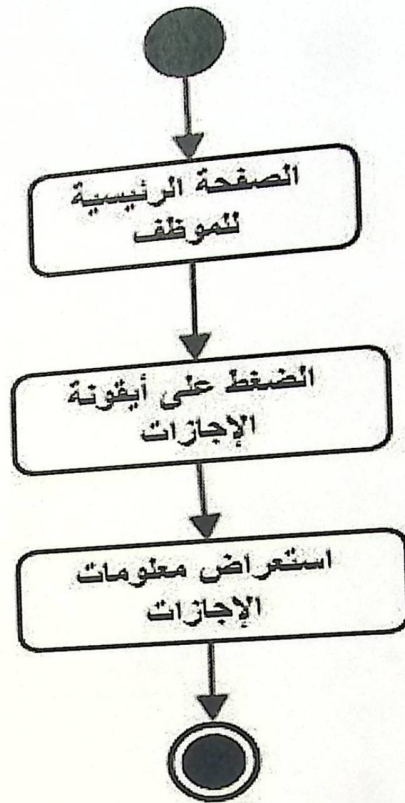 الصفحة الرئيسية
للموظف
الضغط على أيقونة
الإجازات
استعراض معلومات
الإجازات